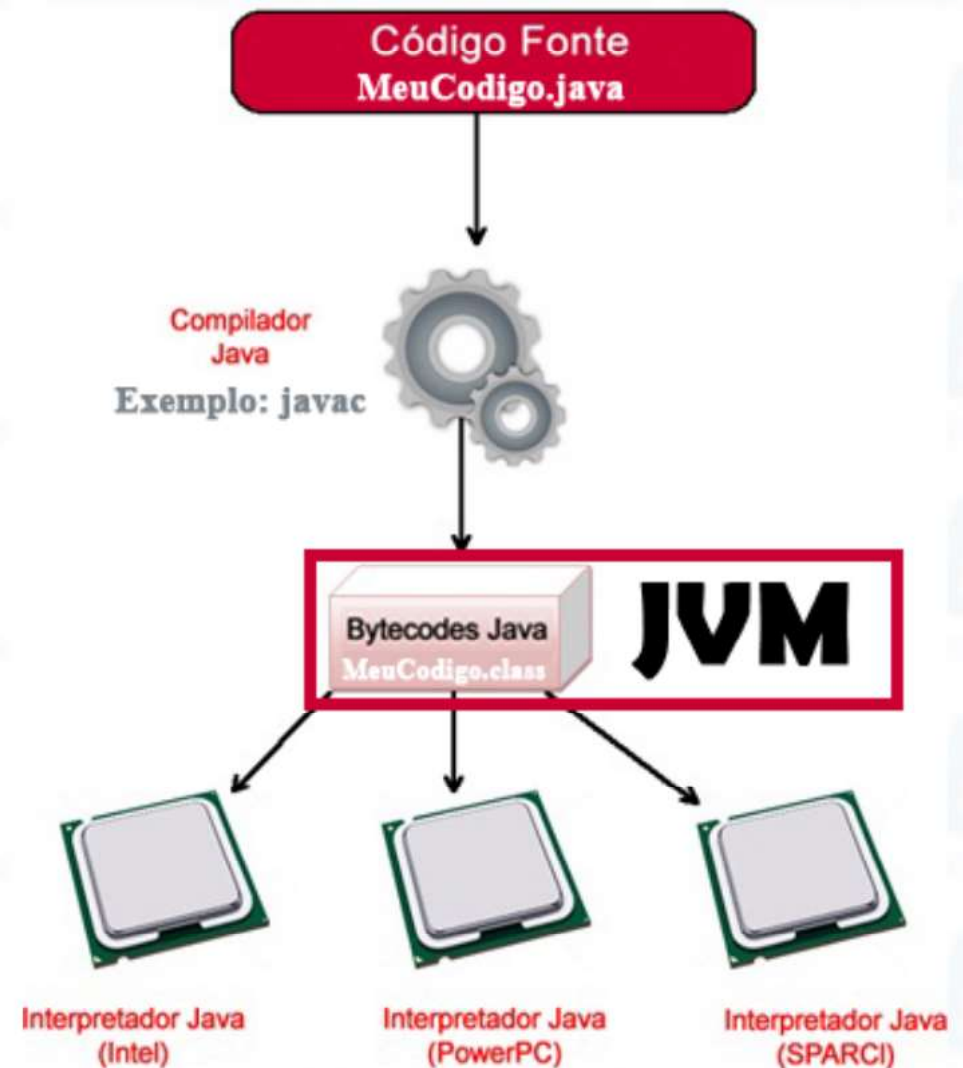 Código Fonte
MeuCodigo.java
Compilador
Java
Exemplo: javac
Bytecodes Java
MeuCodigo.class
JVM
Interpretador Java
(Intel)
Interpretador Java
(PowerPC)
Interpretador Java
(SPARCI)